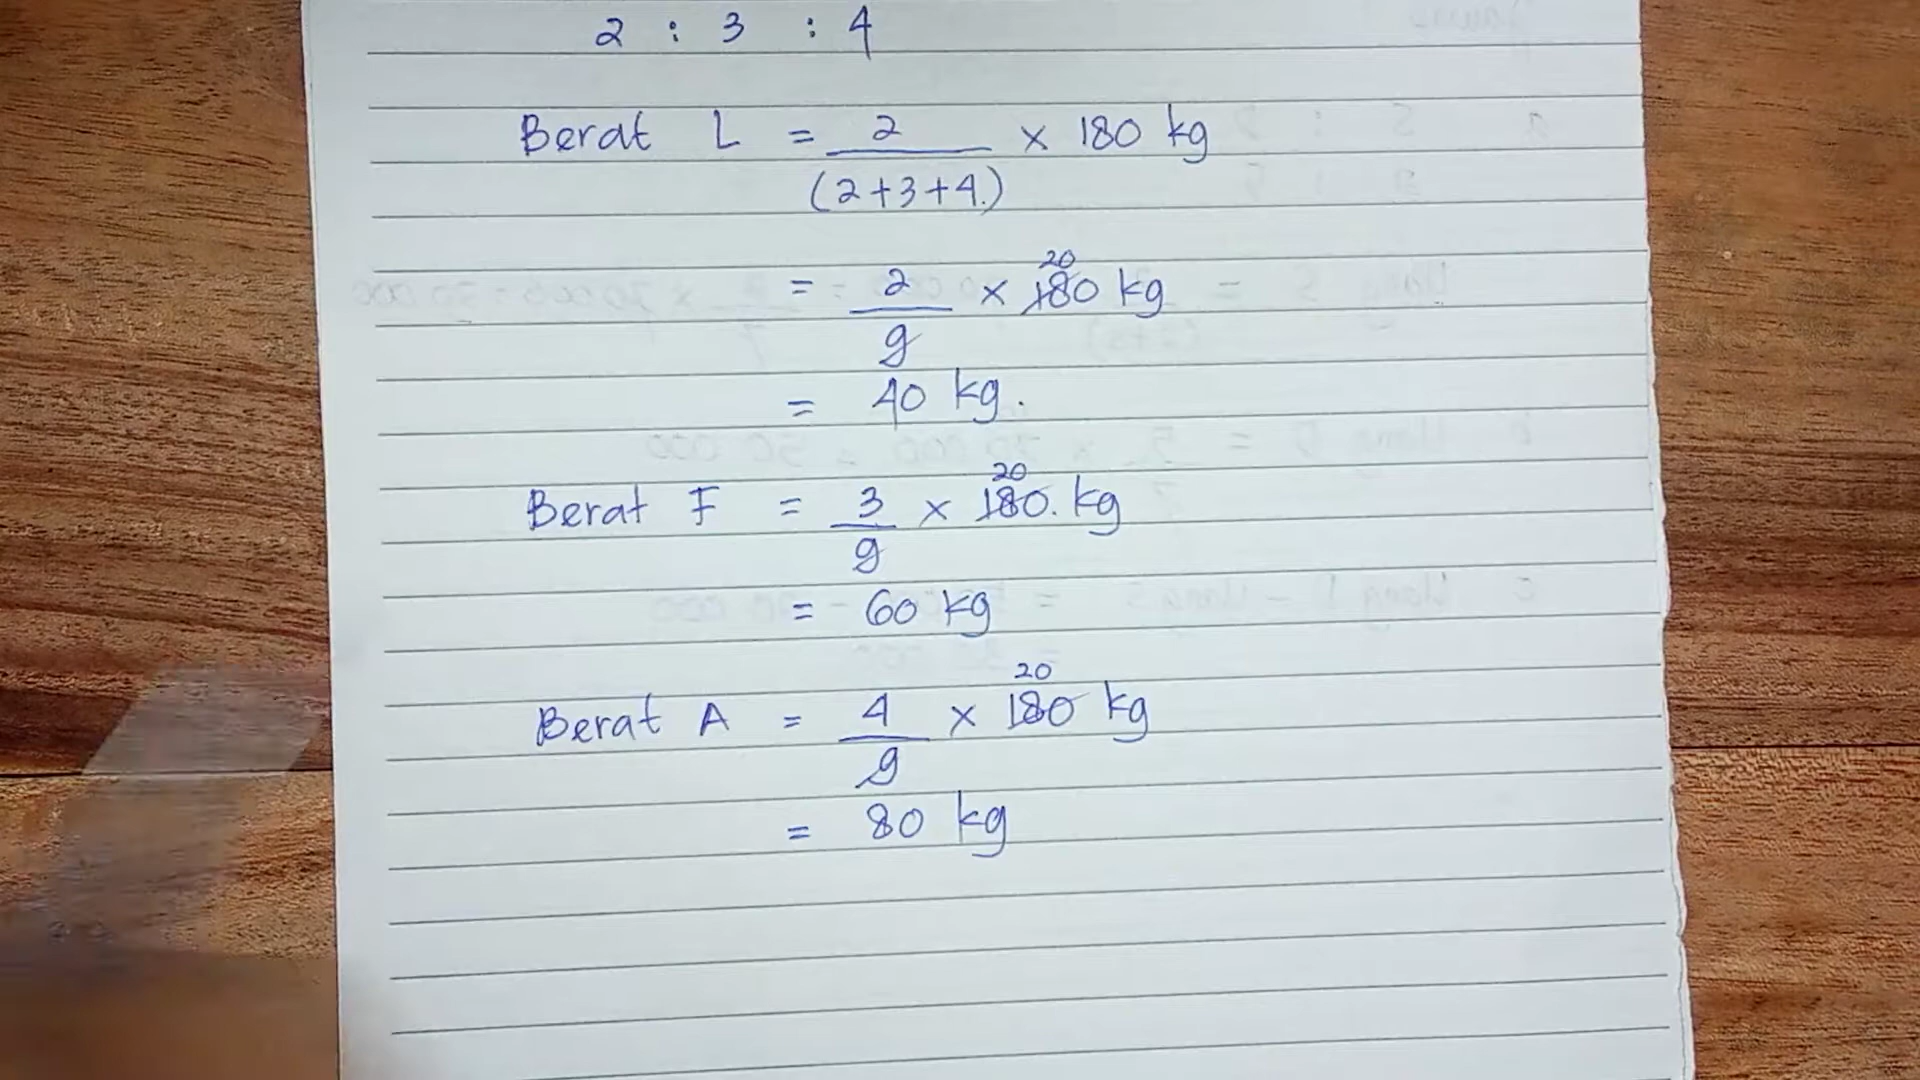 2 : 3 : 4
Berat L = 2/(2+3+4.) × 180 kg
20
= 2/9 × 180 kg
= 40 kg.
20
Berat F = 3/9 × 180. kg
= 60 kg
20
Berat A = 4/9 × 180 kg
= 80 kg